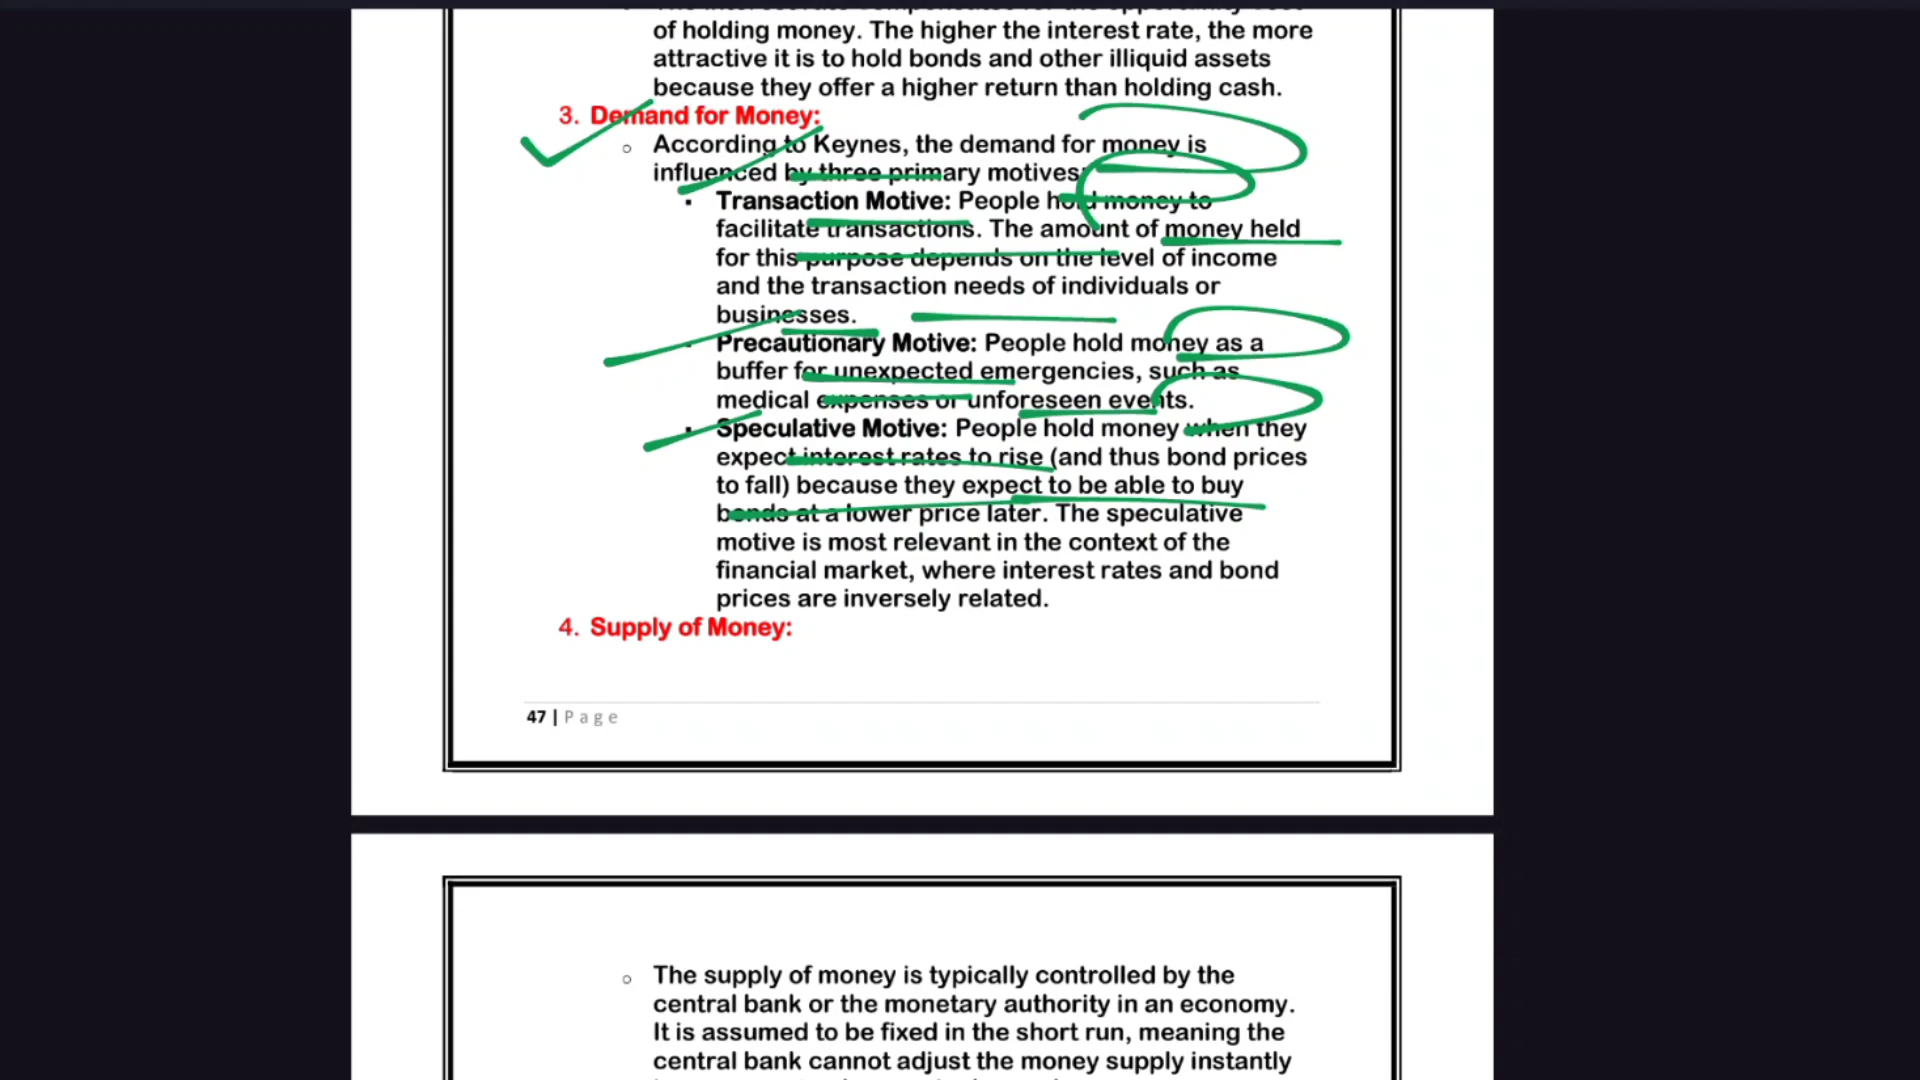 of holding money. The higher the interest rate, the more
attractive it is to hold bonds and other illiquid assets
because they offer a higher return than holding cash.
3. Demand for Money:
According to Keynes, the demand for money is
influenced by three primary motives:
Transaction Motive: People hold money to
facilitate transactions. The amount of money held
for this purpose depends on the level of income
and the transaction needs of individuals or
businesses.
Precautionary Motive: People hold money as a
buffer for unexpected emergencies, such as
medical expenses or unforeseen events.
Speculative Motive: People hold money when they
expect interest rates to rise (and thus bond prices
to fall) because they expect to be able to buy
bonds at a lower price later. The speculative
motive is most relevant in the context of the
financial market, where interest rates and bond
prices are inversely related.
4. Supply of Money:
47 | Page
The supply of money is typically controlled by the
central bank or the monetary authority in an economy.
It is assumed to be fixed in the short run, meaning the
central bank cannot adjust the money supply instantly